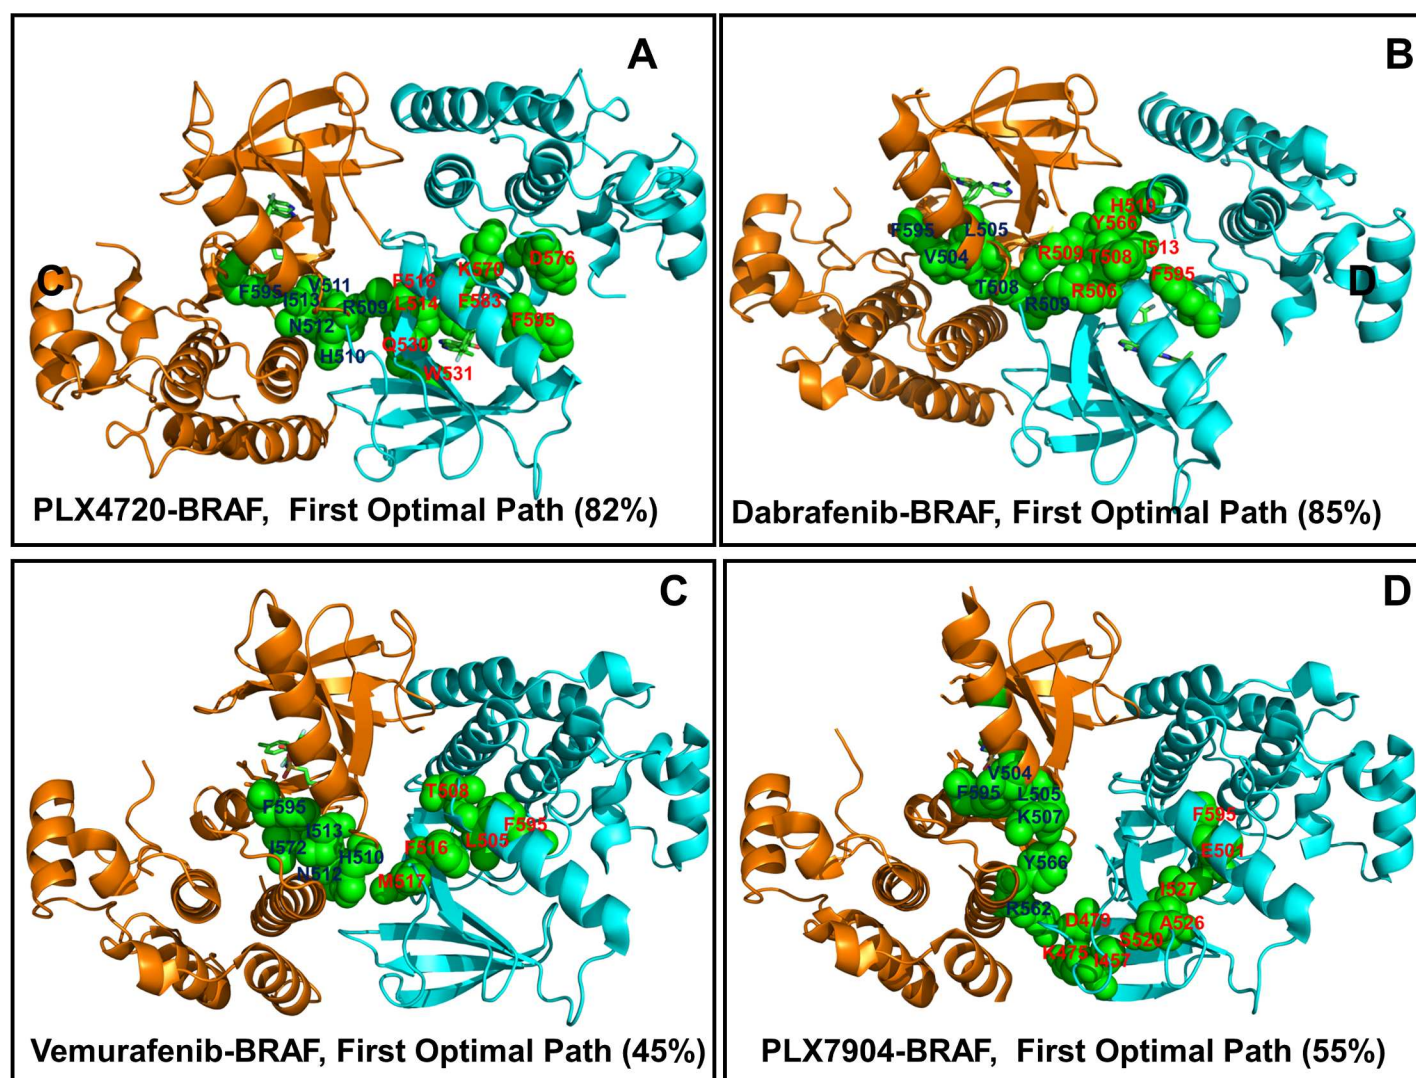 A
C
F595
I513
V511
N512
R509
H510
F516
L514
K570
D576
F583
F595
Q530
W531
PLX4720-BRAF, First Optimal Path (82%)
B
D
F595
L505
V504
T508
R509
R509
T508
R506
Y566
H510
I513
F595
Dabrafenib-BRAF, First Optimal Path (85%)
C
F595
I513
I572
H510
N512
T508
F595
L505
F516
M517
Vemurafenib-BRAF, First Optimal Path (45%)
D
V504
F595
L505
K507
Y566
R562
F595
E501
I527
A526
D479
S520
K475
I457
PLX7904-BRAF, First Optimal Path (55%)